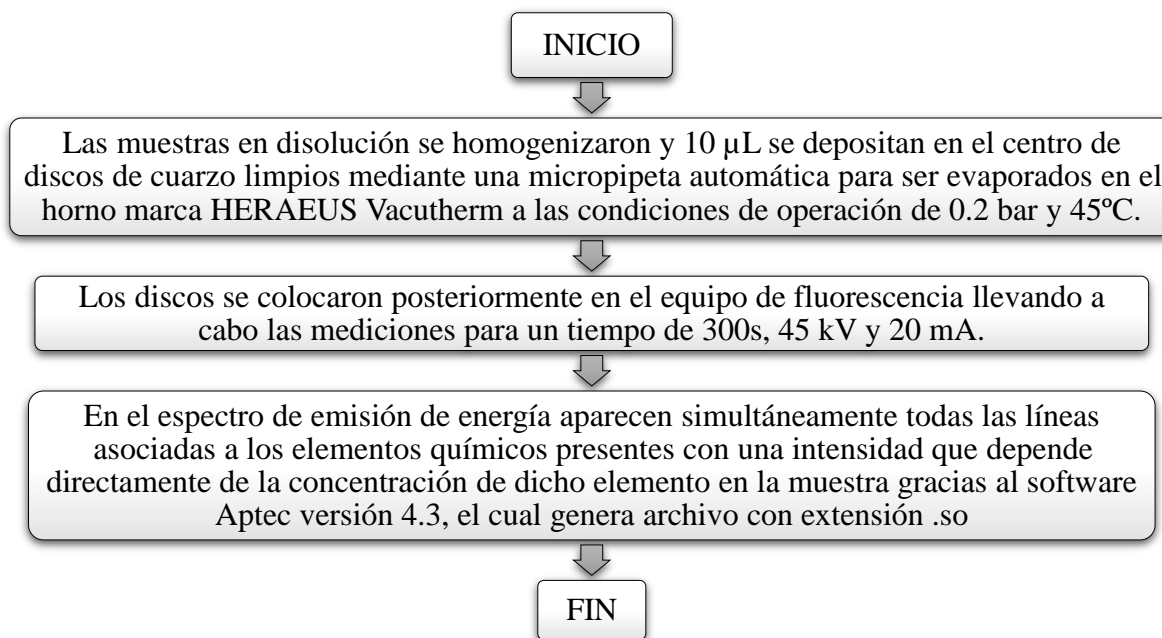 INICIO
Las muestras en disolución se homogenizaron y 10 µL se depositan en el centro de
discos de cuarzo limpios mediante una micropipeta automática para ser evaporados en el
horno marca HERAEUS Vacutherm a las condiciones de operación de 0.2 bar y 45ºC.
Los discos se colocaron posteriormente en el equipo de fluorescencia llevando a
cabo las mediciones para un tiempo de 300s, 45 kV y 20 mA.
En el espectro de emisión de energía aparecen simultáneamente todas las líneas
asociadas a los elementos químicos presentes con una intensidad que depende
directamente de la concentración de dicho elemento en la muestra gracias al software
Aptec versión 4.3, el cual genera archivo con extensión .so
FIN